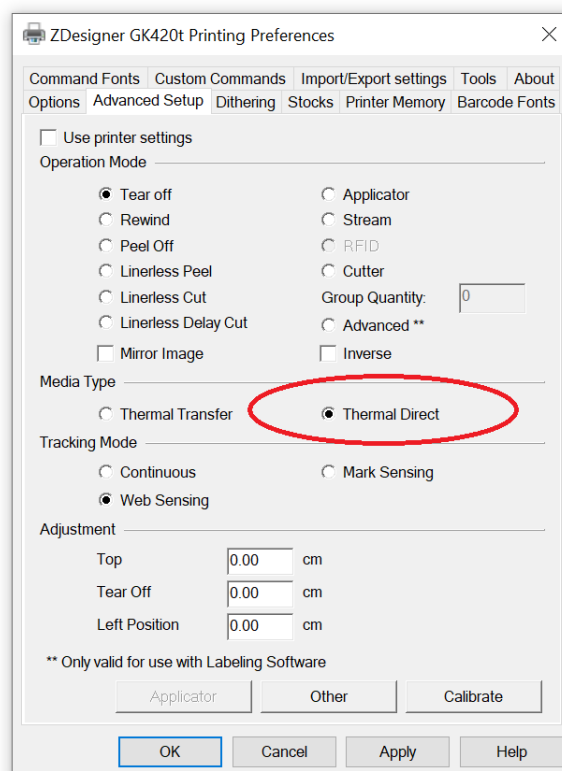 ZDesigner GK420t Printing Preferences
Command Fonts Custom Commands Import/Export settings Tools About
Options Advanced Setup Dithering Stocks Printer Memory Barcode Fonts
Use printer settings
Operation Mode
Tear off Applicator
Rewind Stream
Peel Off RFID
Linerless Peel Cutter
Linerless Cut Group Quantity: 0
Linerless Delay Cut Advanced **
Mirror Image Inverse
Media Type
Thermal Transfer Thermal Direct
Tracking Mode
Continuous Mark Sensing
Web Sensing
Adjustment
Top 0.00 cm
Tear Off 0.00 cm
Left Position 0.00 cm
** Only valid for use with Labeling Software
Applicator Other Calibrate
OK Cancel Apply Help